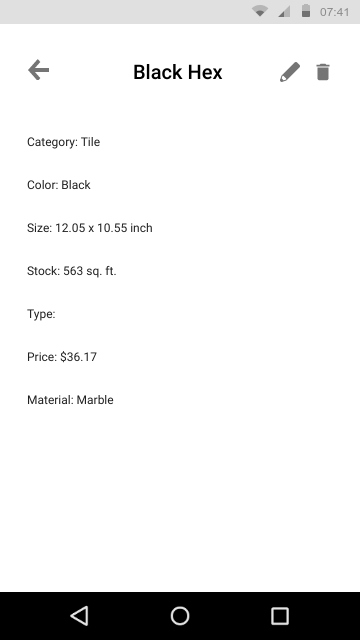 07:41
Black Hex
Category: Tile
Color: Black
Size: 12.05 x 10.55 inch
Stock: 563 sq. ft.
Type:
Price: $36.17
Material: Marble